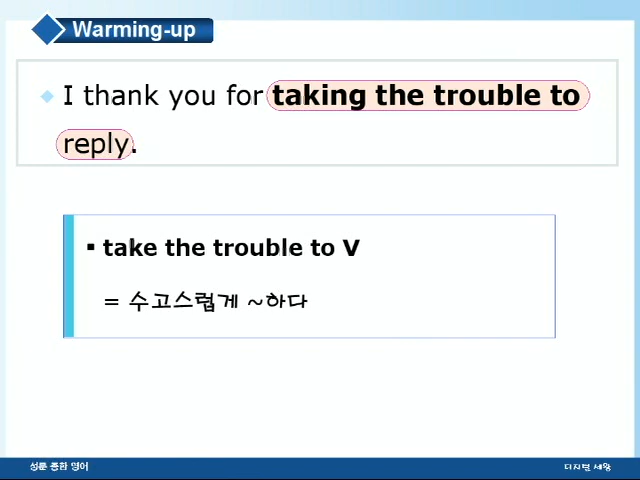 Warming-up
I thank you for taking the trouble to
reply.
▪ take the trouble to V
= 수고스럽게 ~하다
성문 종합 영어
디지털 세왕